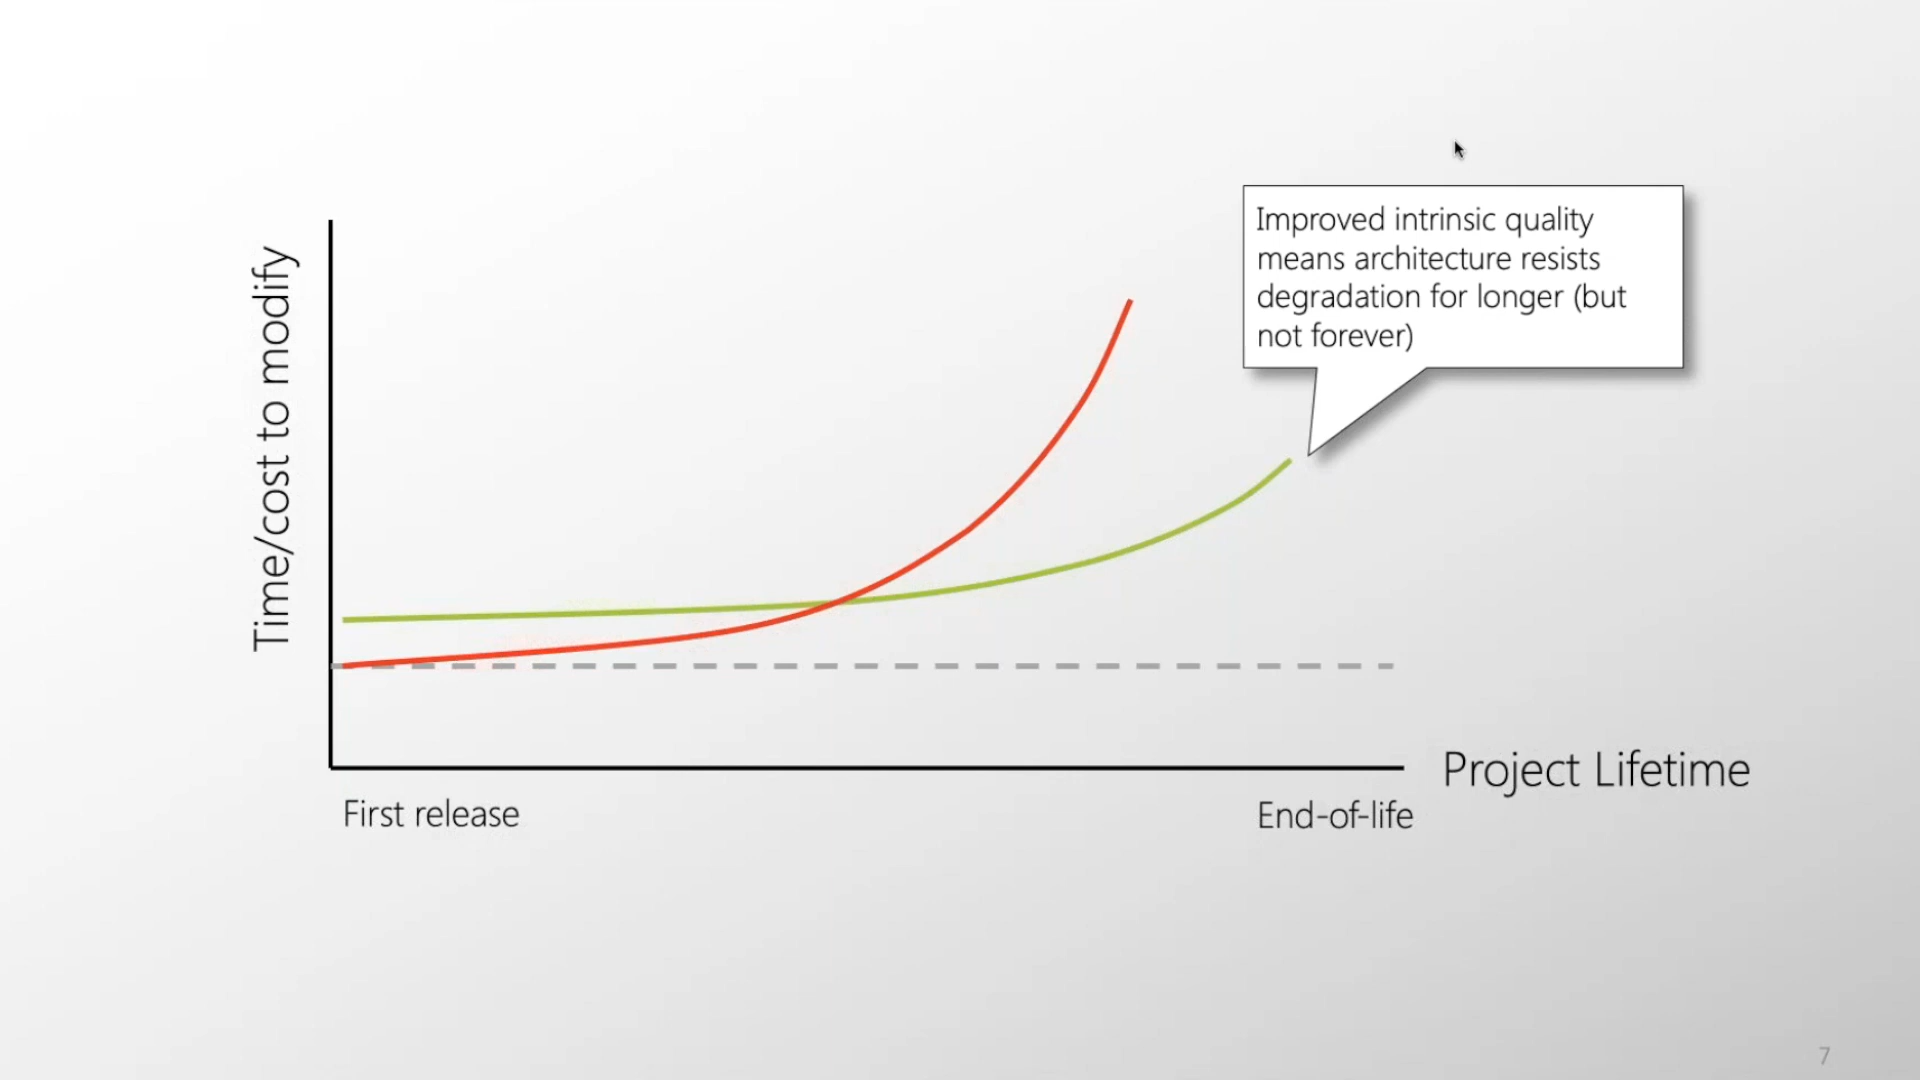 Improved intrinsic quality
means architecture resists
degradation for longer (but
not forever)
Time/cost to modify
Project Lifetime
First release
End-of-life
7